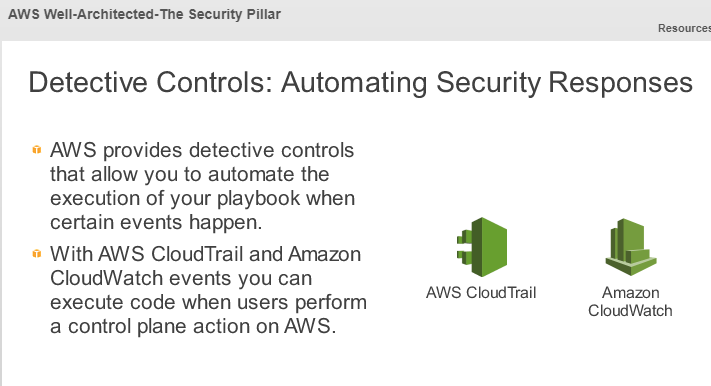 AWS Well-Architected-The Security Pillar
Resources
Detective Controls: Automating Security Responses
AWS provides detective controls
that allow you to automate the
execution of your playbook when
certain events happen.
With AWS CloudTrail and Amazon
CloudWatch events you can
execute code when users perform
a control plane action on AWS.
AWS CloudTrail
Amazon
CloudWatch